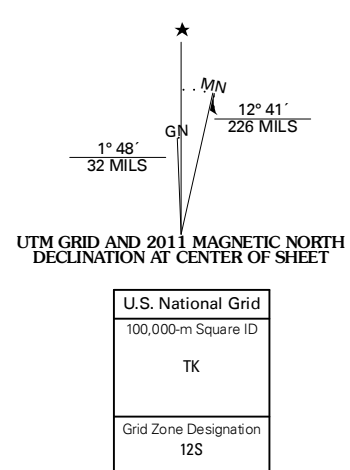 ★
MN
12° 41´
226 MILS
GN
1° 48´
32 MILS
UTM GRID AND 2011 MAGNETIC NORTH
DECLINATION AT CENTER OF SHEET
U.S. National Grid
100,000-m Square ID
TK
Grid Zone Designation
12S